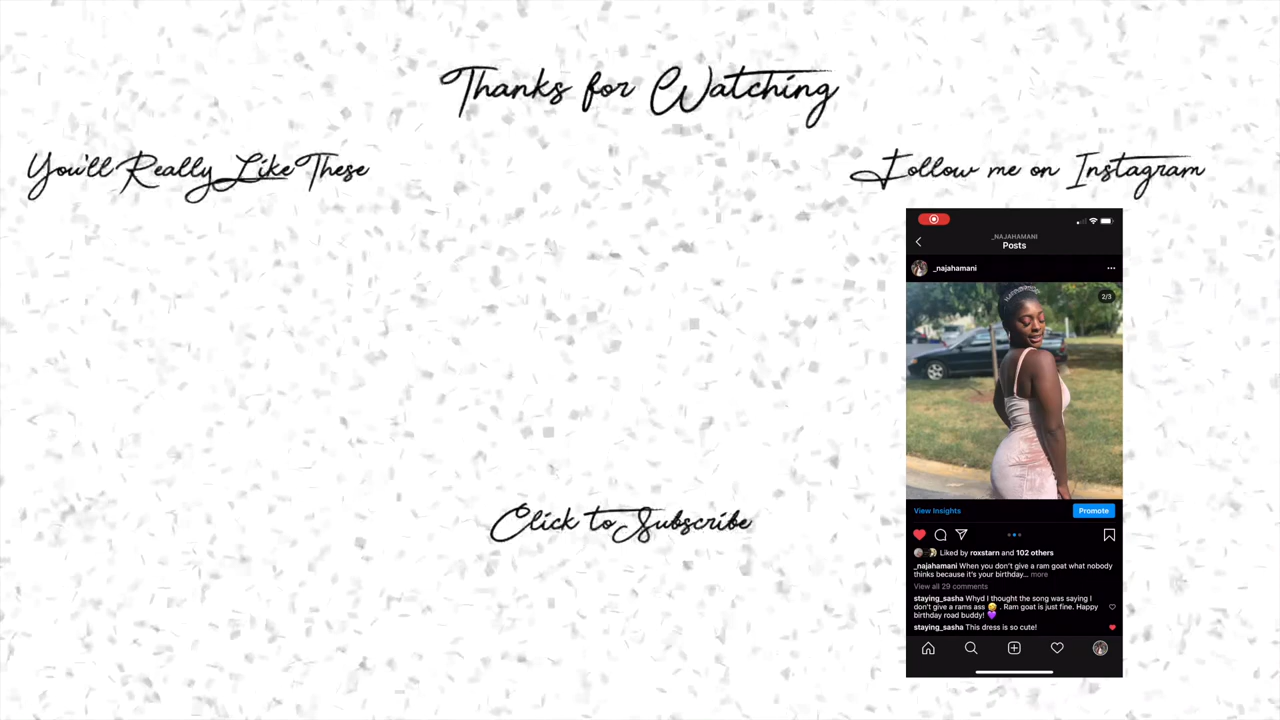 Thanks for Watching
You'll Really Like These
Follow me on Instagram
_NAJAHAMANI
Posts
_najahamani
2/3
View Insights
Promote
Liked by roxstarn and 102 others
_najahamani When you don't give a ram goat what nobody
thinks because it's your birthday... more
View all 29 comments
staying_sasha Whyd I thought the song was saying I
don't give a rams ass 🤣 . Ram goat is just fine. Happy
birthday road buddy! 💜
staying_sasha This dress is so cute!
Click to Subscribe